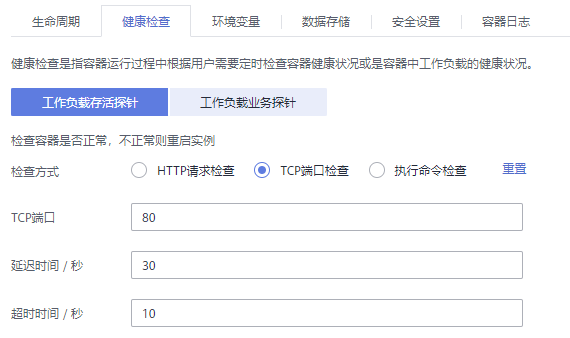 生命周期 健康检查 环境变量 数据存储 安全设置 容器日志
健康检查是指容器运行过程中根据用户需要定时检查容器健康状况或是容器中工作负载的健康状况。
工作负载存活探针 工作负载业务探针
检查容器是否正常，不正常则重启实例
检查方式 HTTP请求检查 TCP端口检查 执行命令检查 重置
TCP端口 80
延迟时间 / 秒 30
超时时间 / 秒 10